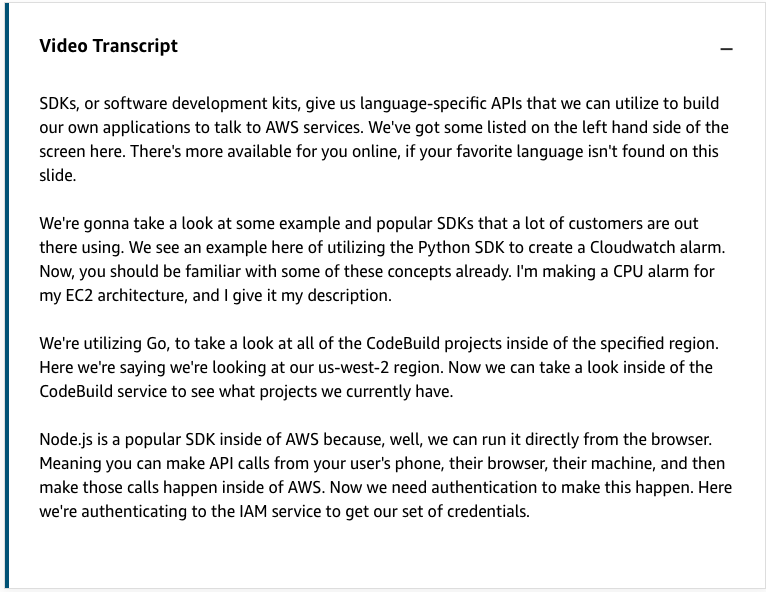 Video Transcript
SDKs, or software development kits, give us language-specific APIs that we can utilize to build
our own applications to talk to AWS services. We've got some listed on the left hand side of the
screen here. There's more available for you online, if your favorite language isn't found on this
slide.
We're gonna take a look at some example and popular SDKs that a lot of customers are out
there using. We see an example here of utilizing the Python SDK to create a Cloudwatch alarm.
Now, you should be familiar with some of these concepts already. I'm making a CPU alarm for
my EC2 architecture, and I give it my description.
We're utilizing Go, to take a look at all of the CodeBuild projects inside of the specified region.
Here we're saying we're looking at our us-west-2 region. Now we can take a look inside of the
CodeBuild service to see what projects we currently have.
Node.js is a popular SDK inside of AWS because, well, we can run it directly from the browser.
Meaning you can make API calls from your user's phone, their browser, their machine, and then
make those calls happen inside of AWS. Now we need authentication to make this happen. Here
we're authenticating to the IAM service to get our set of credentials.